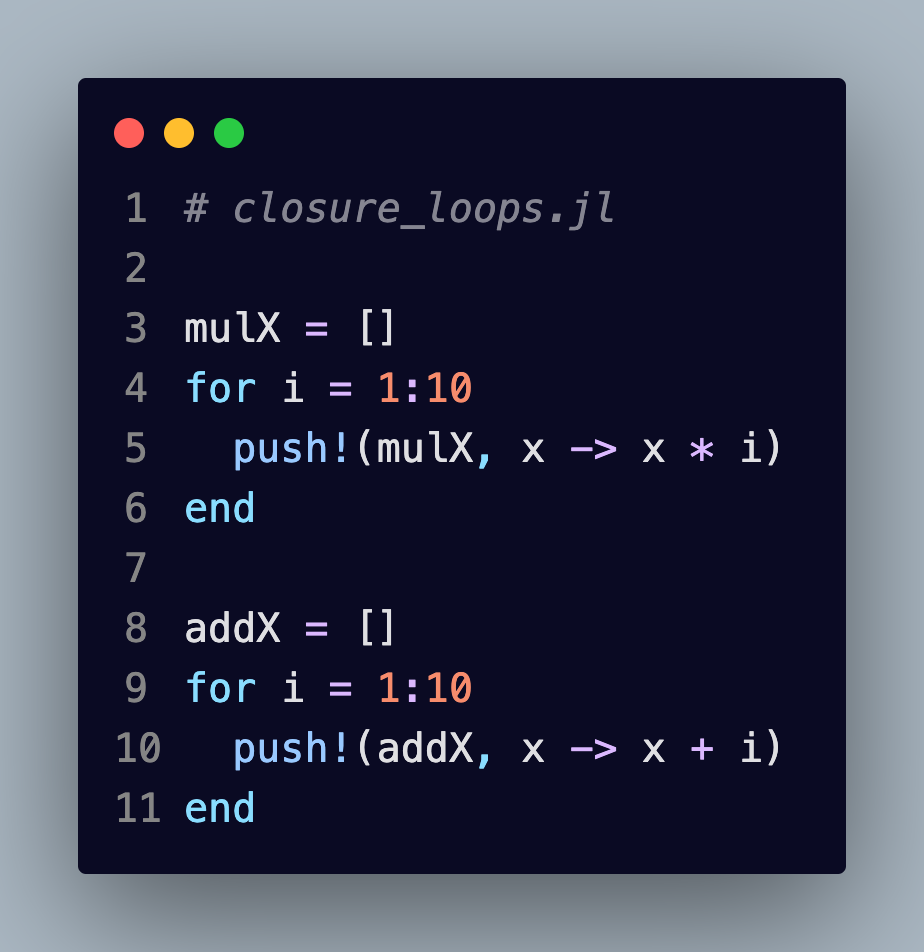 1 # closure_loops.jl
2
3 mulX = []
4 for i = 1:10
5   push!(mulX, x -> x * i)
6 end
7
8 addX = []
9 for i = 1:10
10   push!(addX, x -> x + i)
11 end